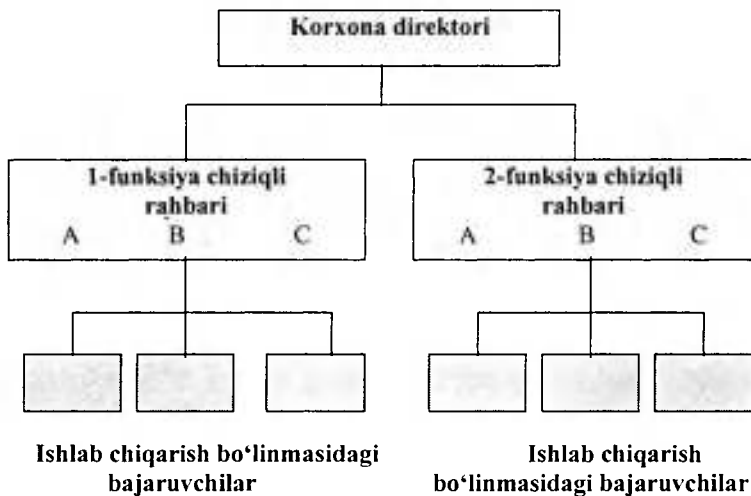 Korxona direktori
1-funksiya chiziqli
rahbari
A B C
2-funksiya chiziqli
rahbari
A B C
Ishlab chiqarish bo‘linmasidagi
bajaruvchilar
Ishlab chiqarish
bo‘linmasidagi bajaruvchilar